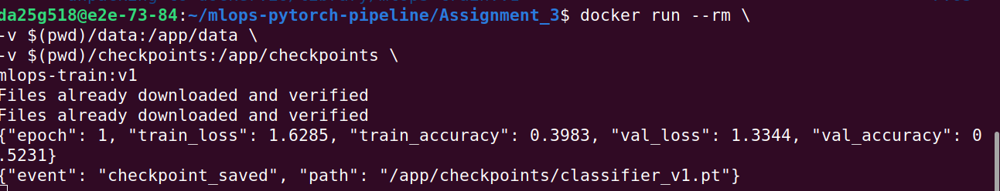 da25g518@e2e-73-84:~/mlops-pytorch-pipeline/Assignment_3$ docker run --rm \
-v $(pwd)/data:/app/data \
-v $(pwd)/checkpoints:/app/checkpoints \
mlops-train:v1
Files already downloaded and verified
Files already downloaded and verified
{"epoch": 1, "train_loss": 1.6285, "train_accuracy": 0.3983, "val_loss": 1.3344, "val_accuracy": 0
.5231}
{"event": "checkpoint_saved", "path": "/app/checkpoints/classifier_v1.pt"}